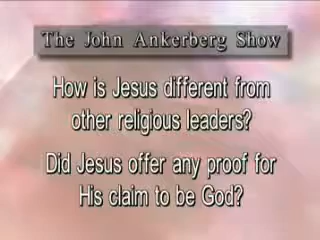 The John Ankerberg Show
How is Jesus different from
other religious leaders?
Did Jesus offer any proof for
His claim to be God?